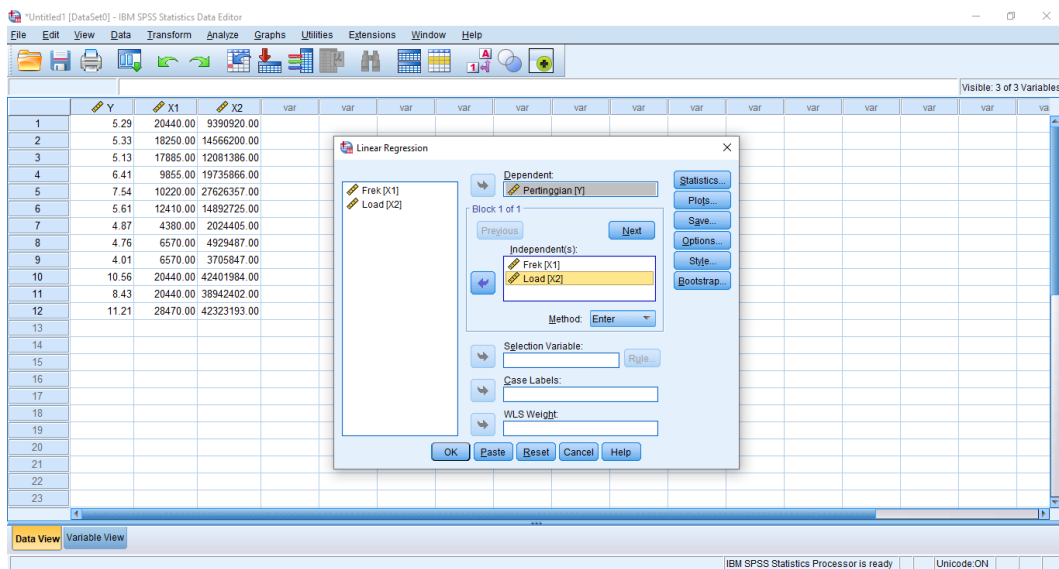 *Untitled1 [DataSet0] - IBM SPSS Statistics Data Editor
File Edit View Data Transform Analyze Graphs Utilities Extensions Window Help
Visible: 3 of 3 Variables
Y X1 X2 var var var var var var var var var var var var var va
1 5.29 20440.00 9390920.00
2 5.33 18250.00 14566200.00
3 5.13 17885.00 12081386.00
4 6.41 9855.00 19735866.00
5 7.54 10220.00 27626357.00
6 5.61 12410.00 14892725.00
7 4.87 4380.00 2024405.00
8 4.76 6570.00 4929487.00
9 4.01 6570.00 3705847.00
10 10.56 20440.00 42401984.00
11 8.43 20440.00 38942402.00
12 11.21 28470.00 42323193.00
13
14
15
16
17
18
19
20
21
22
23
Linear Regression
Frek [X1]
Load [X2]
Dependent:
Pertinggian [Y]
Block 1 of 1
Previous Next
Independent(s):
Frek [X1]
Load [X2]
Method: Enter
Selection Variable:
Rule...
Case Labels:
WLS Weight:
Statistics...
Plots...
Save...
Options...
Style...
Bootstrap...
OK Paste Reset Cancel Help
Data View Variable View
IBM SPSS Statistics Processor is ready Unicode:ON